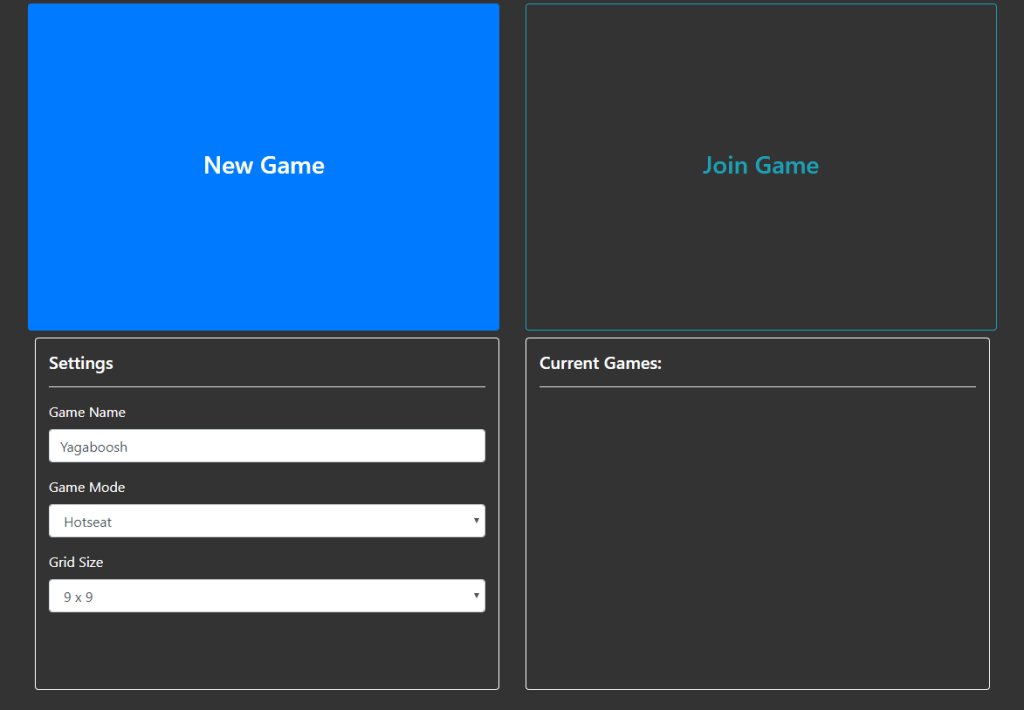 New Game
Join Game
Settings
Game Name
Yagaboosh
Game Mode
Hotseat
Grid Size
9 x 9
Current Games: